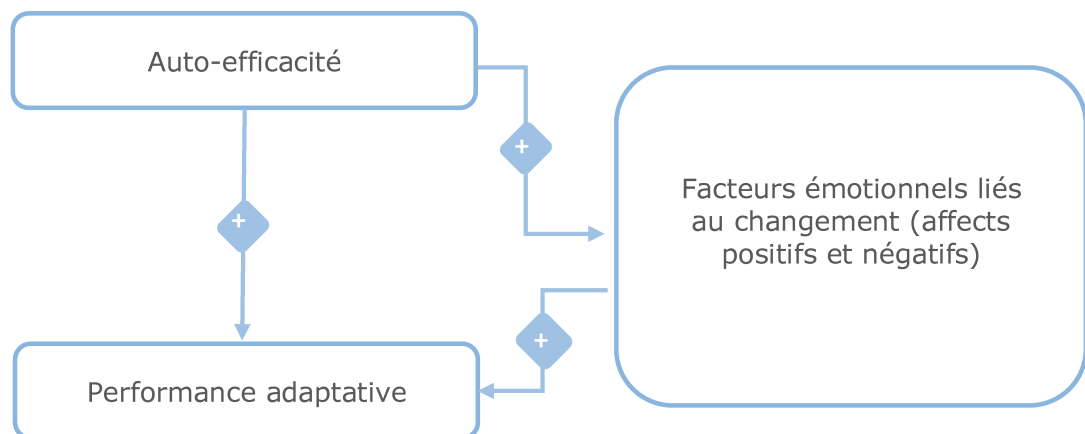 Auto-efficacité
+
Facteurs émotionnels liés
au changement (affects
positifs et négatifs)
+
+
Performance adaptative